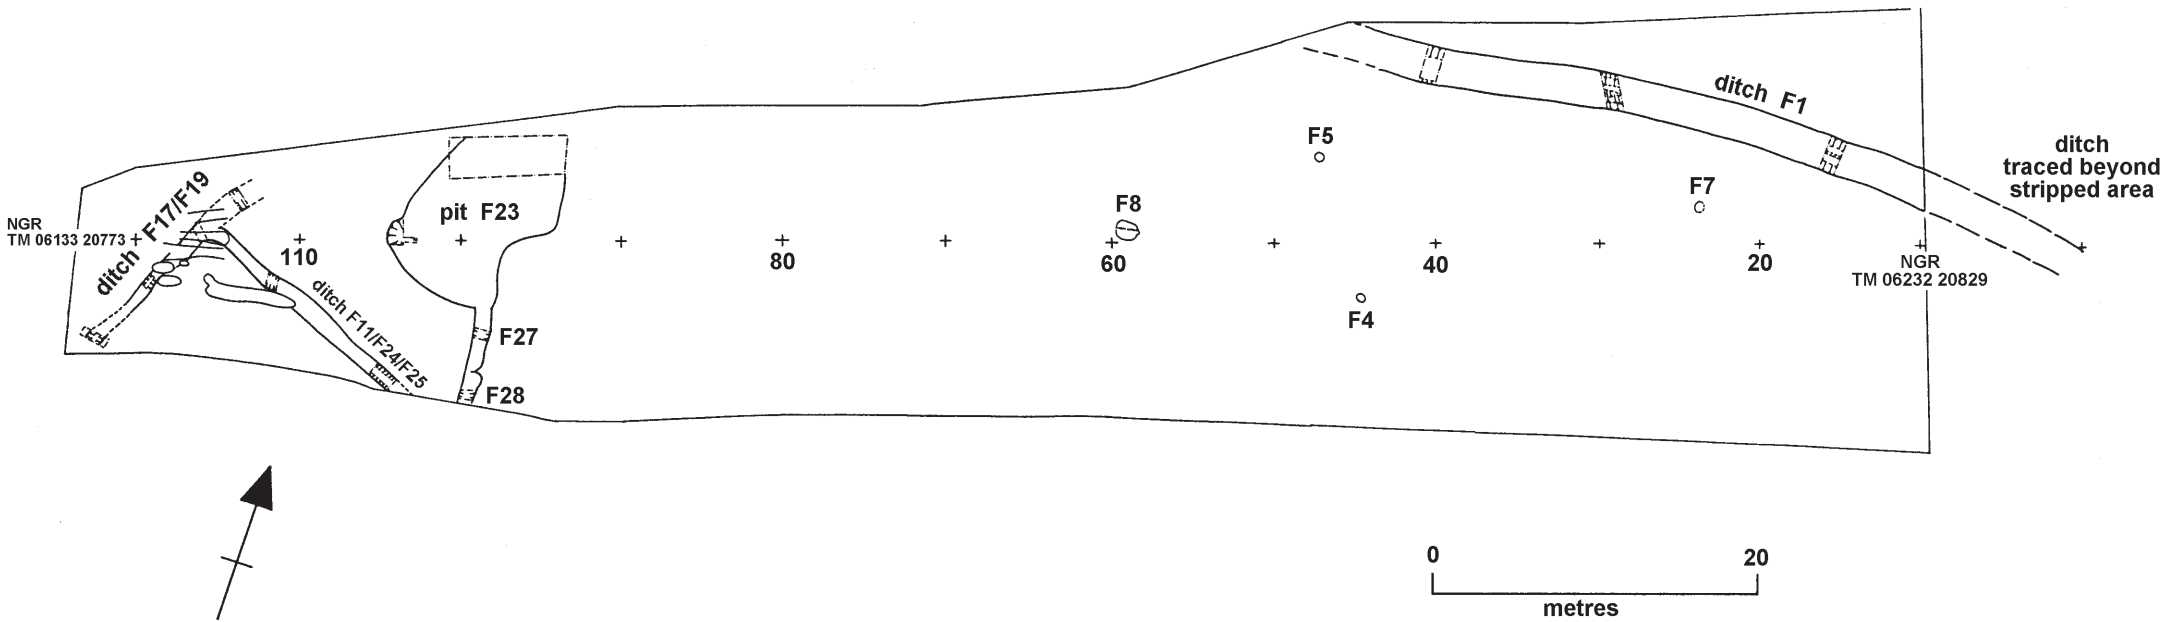 ditch F1
F5
ditch
traced beyond
stripped area
ditch F17/F19
F7
F8
pit F23
NGR
TM 06133 20773
110
80
60
40
20
NGR
TM 06232 20829
ditch F11/F24/F25
F4
F27
F28
0
20
metres